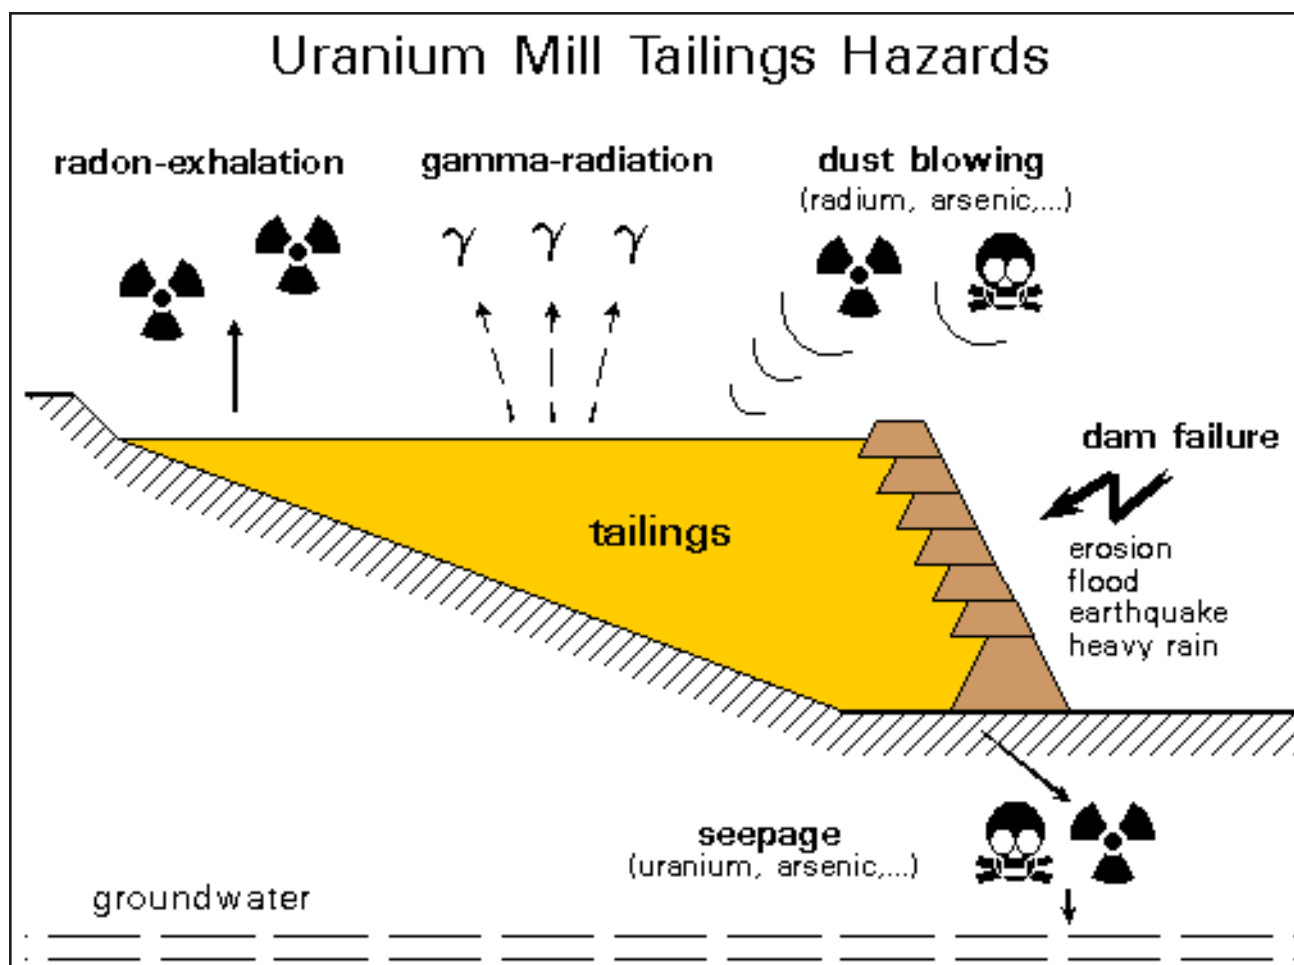 Uranium Mill Tailings Hazards
radon-exhalation
gamma-radiation
dust blowing
(radium, arsenic,...)
γ γ γ
dam failure
erosion
flood
earthquake
heavy rain
tailings
seepage
(uranium, arsenic,...)
groundwater